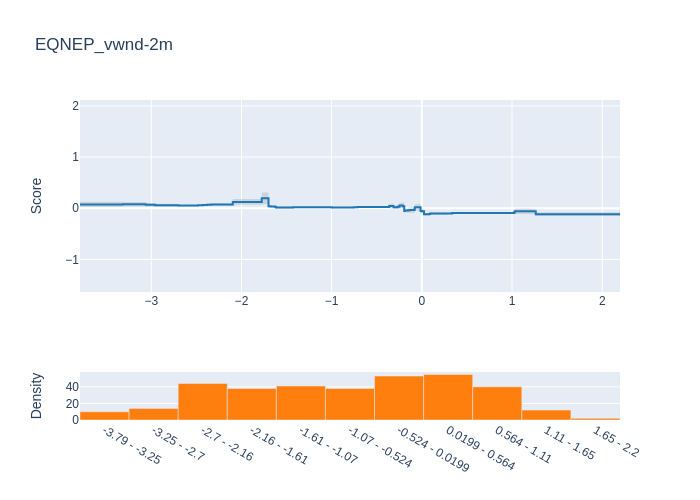 EQNEP_vwnd-2m
Score
2
1
0
−1
−3
−2
−1
0
1
2
Density
40
20
0
-3.79 - -3.25
-3.25 - -2.7
-2.7 - -2.16
-2.16 - -1.61
-1.61 - -1.07
-1.07 - -0.524
-0.524 - 0.0199
0.0199 - 0.564
0.564 - 1.11
1.11 - 1.65
1.65 - 2.2